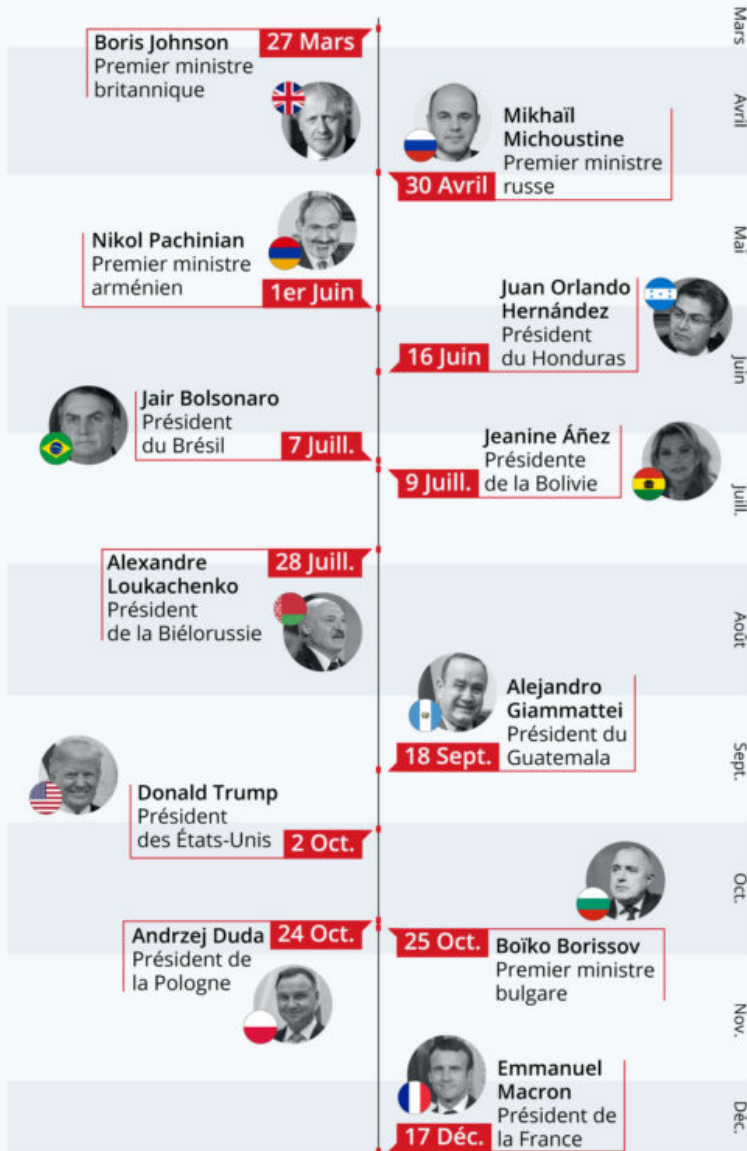 Mars
27 Mars
Boris Johnson
Premier ministre
britannique
Avril
Mikhaïl
Michoustine
Premier ministre
russe
30 Avril
Mai
Nikol Pachinian
Premier ministre
arménien
1er Juin
Juan Orlando
Hernández
Président
du Honduras
16 Juin
Juin
Jair Bolsonaro
Président
du Brésil
7 Juill.
Jeanine Áñez
Présidente
de la Bolivie
9 Juill.
Juill.
28 Juill.
Alexandre
Loukachenko
Président
de la Biélorussie
Août
Alejandro
Giammattei
Président du
Guatemala
18 Sept.
Sept.
Donald Trump
Président
des États-Unis
2 Oct.
Oct.
Andrzej Duda
24 Oct.
Président de
la Pologne
25 Oct.
Boïko Borissov
Premier ministre
bulgare
Nov.
Emmanuel
Macron
Président de
la France
17 Déc.
Déc.